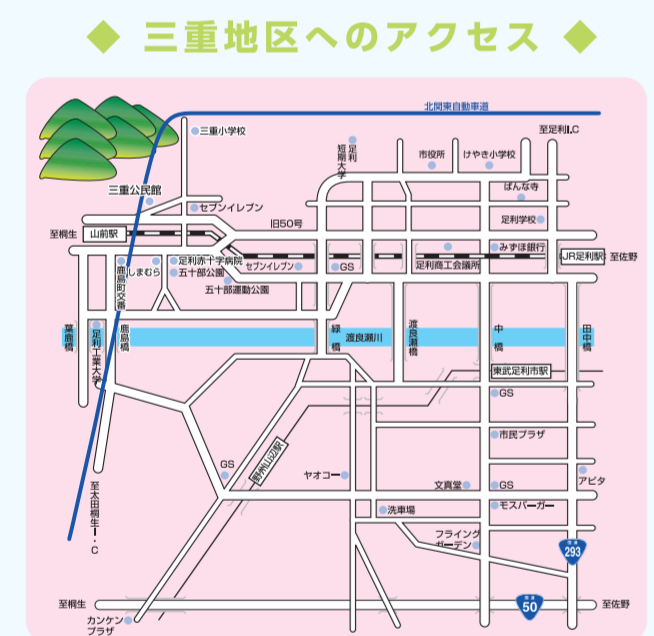 ◆ 三重地区へのアクセス ◆
北関東自動車道
三重小学校
至足利I.C
足利
短期大学
市役所
けやき小学校
三重公民館
ばんな寺
セブンイレブン
足利学校
旧50号
至桐生
山前駅
みずほ銀行
JR足利駅
至佐野
足利赤十字病院
しまむら
五十部公園
セブンイレブン
GS
足利商工会議所
五十部運動公園
鹿島町交番
葉鹿橋
足利工業大学
鹿島橋
緑橋
渡良瀬川
渡良瀬橋
中橋
田中橋
東武足利市駅
GS
市民プラザ
野州山辺駅
GS
ヤオコー
文真堂
GS
アピタ
モスバーガー
洗車場
至太田桐生I・C
フライング
ガーデン
国道
293
至桐生
国道
50
至佐野
カンケン
プラザ